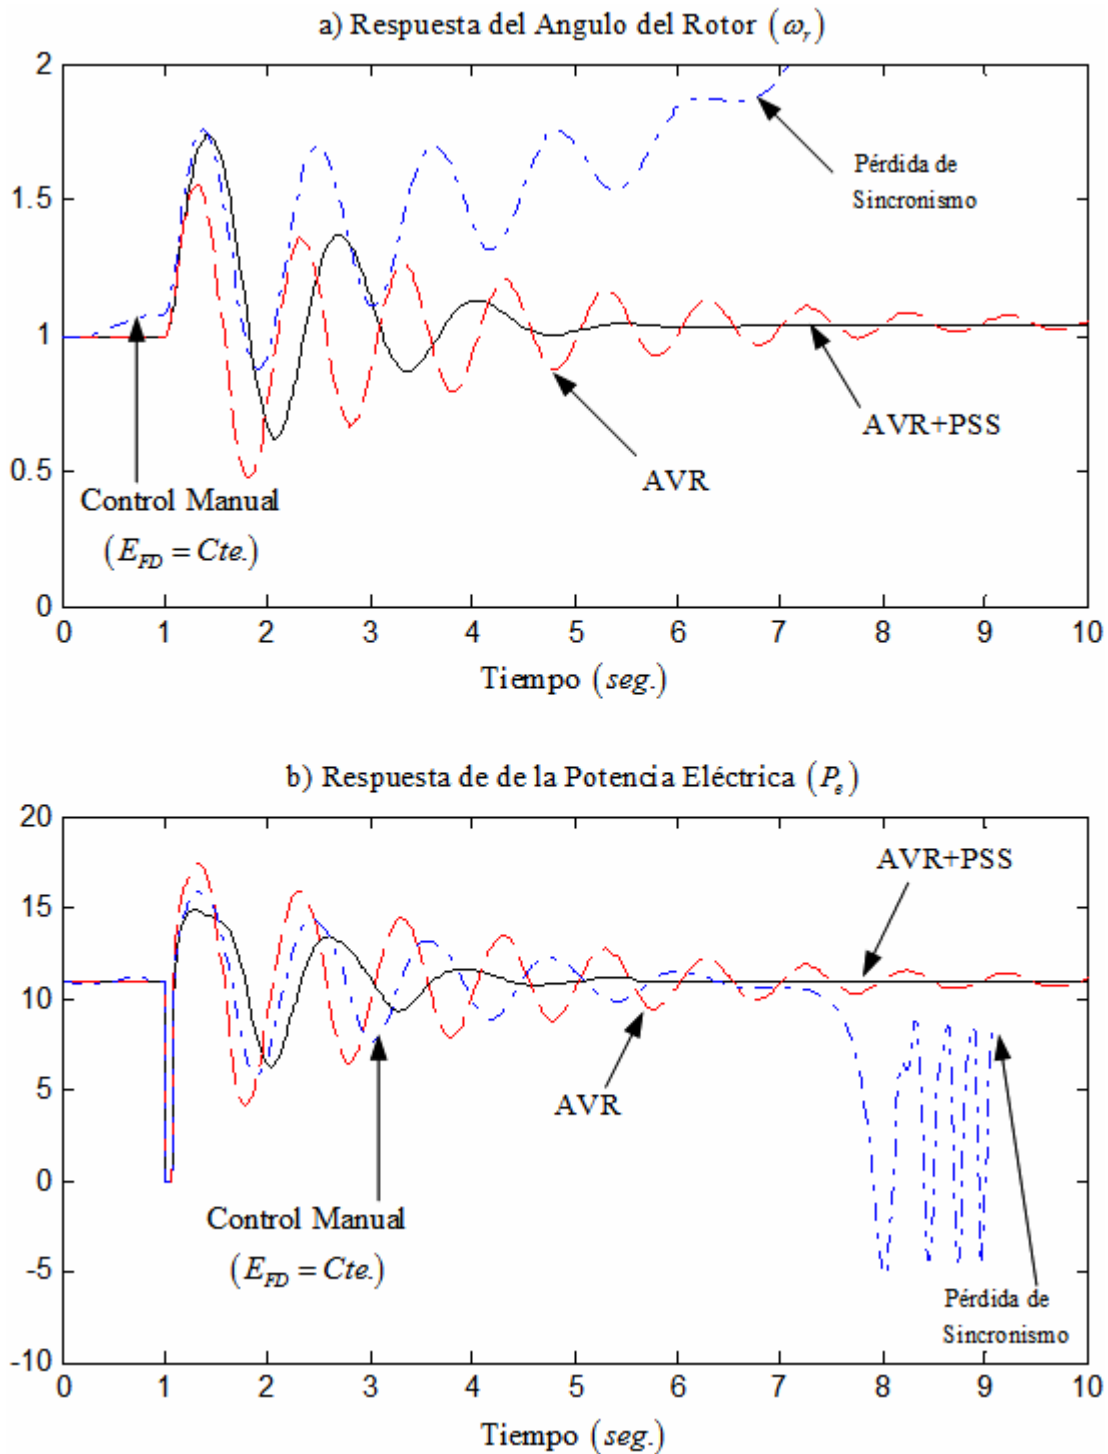 a) Respuesta del Angulo del Rotor (ωr)
2
1.5
1
0.5
0
Pérdida de
Sincronismo
AVR+PSS
AVR
Control Manual
(EFD = Cte.)
0 1 2 3 4 5 6 7 8 9 10
Tiempo (seg.)
b) Respuesta de de la Potencia Eléctrica (Pe)
20
15
10
5
0
-5
-10
AVR+PSS
AVR
Control Manual
(EFD = Cte.)
Pérdida de
Sincronismo
0 1 2 3 4 5 6 7 8 9 10
Tiempo (seg.)